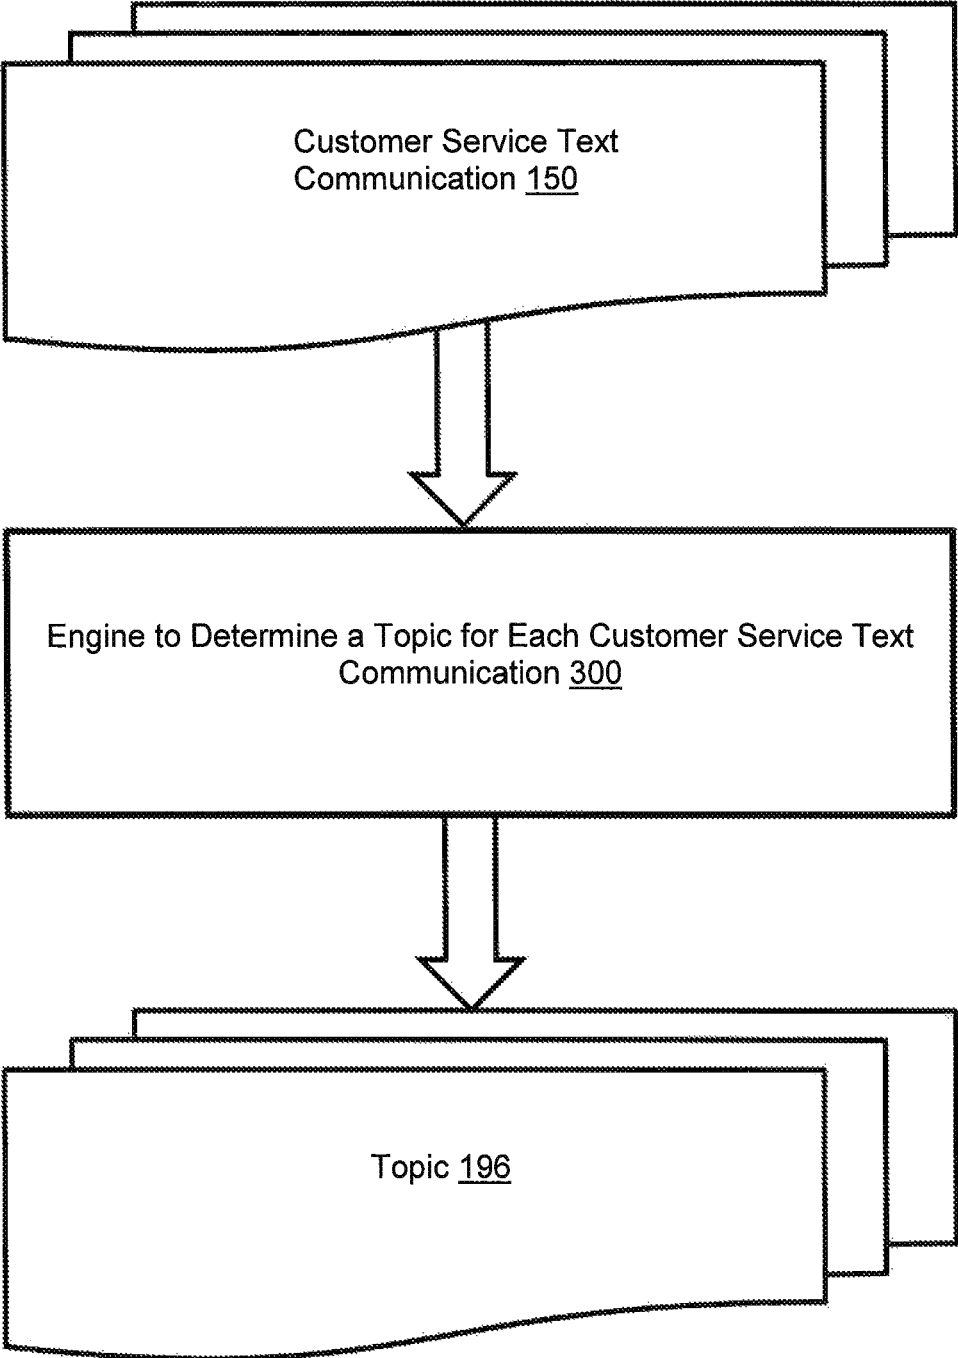 Customer Service Text
Communication 150
Engine to Determine a Topic for Each Customer Service Text
Communication 300
Topic 196